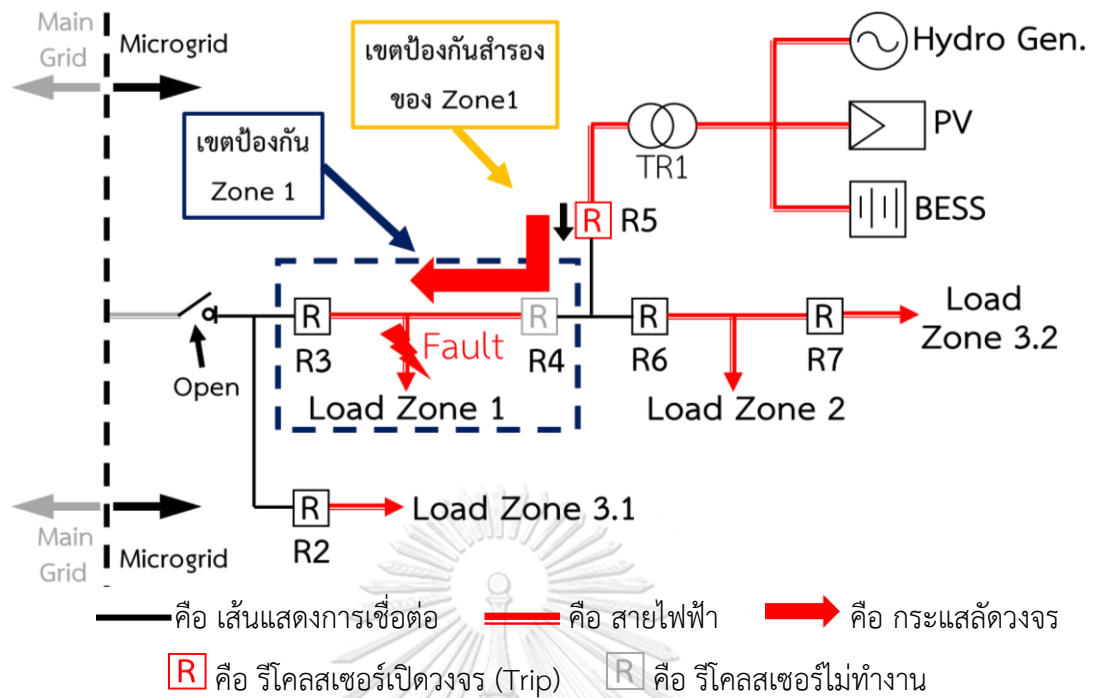 Main
Grid
Microgrid
เขตป้องกันสำรอง
ของ Zone1
เขตป้องกัน
Zone 1
Hydro Gen.
PV
BESS
TR1
R R5
R
R3
Fault
R
R4
R
R6
R
R7
Load
Zone 3.2
Open
Load Zone 1
Load Zone 2
R
R2
Load Zone 3.1
Main
Grid
Microgrid
คือ เส้นแสดงการเชื่อต่อ
คือ สายไฟฟ้า
คือ กระแสลัดวงจร
R คือ รีโคลสเซอร์เปิดวงจร (Trip)
R คือ รีโคลสเซอร์ไม่ทำงาน